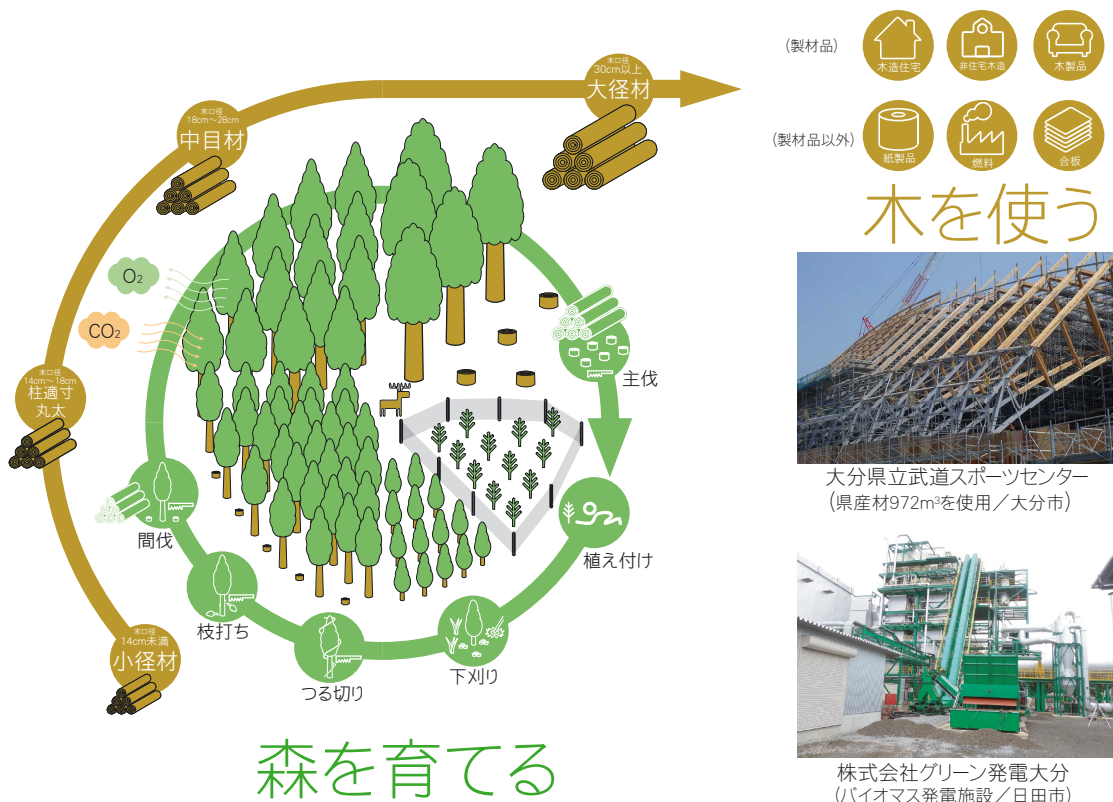 (製材品)
木造住宅
非住宅木造
木製品
(製材品以外)
紙製品
燃料
合板
木を使う
末口径
30cm以上
大径材
末口径
18cm～28cm
中目材
O₂
CO₂
末口径
14cm～18cm
柱適寸
丸太
末口径
14cm未満
小径材
主伐
植え付け
下刈り
つる切り
枝打ち
間伐
森を育てる
大分県立武道スポーツセンター
(県産材972m³を使用／大分市)
株式会社グリーン発電大分
(バイオマス発電施設／日田市)